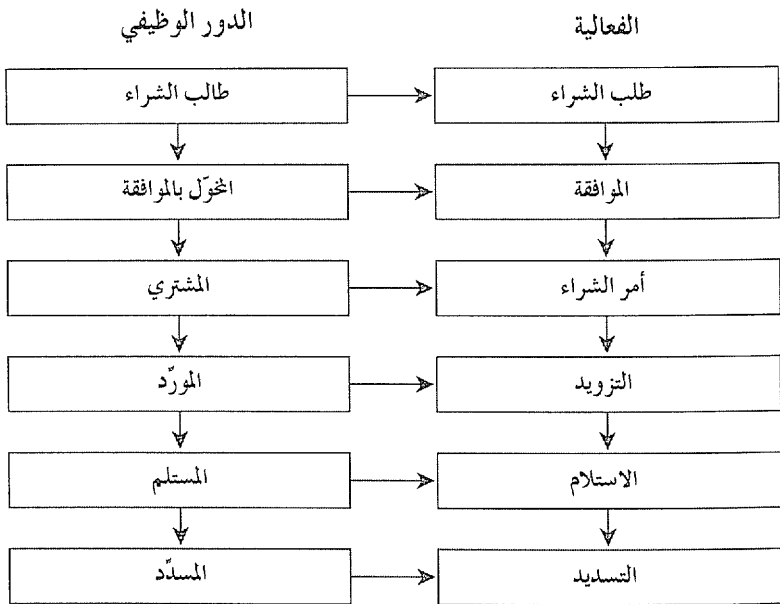 الفعالية
الدور الوظيفي
طلب الشراء
طالب الشراء
الموافقة
المخوّل بالموافقة
أمر الشراء
المشتري
التزويد
المورّد
الاستلام
المستلم
التسديد
المسدّد